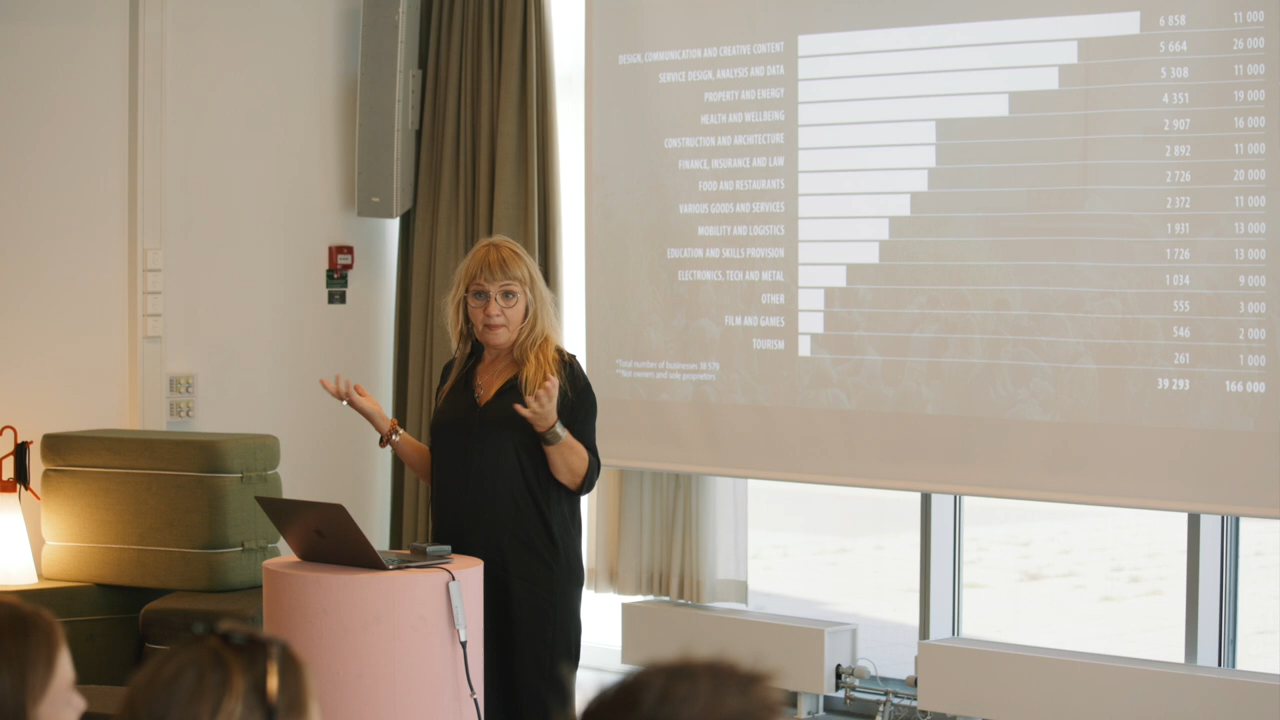 DESIGN, COMMUNICATION AND CREATIVE CONTENT 6 858 11 000
SERVICE DESIGN, ANALYSIS AND DATA 5 664 26 000
PROPERTY AND ENERGY 5 308 11 000
HEALTH AND WELLBEING 4 351 19 000
CONSTRUCTION AND ARCHITECTURE 2 907 16 000
FINANCE, INSURANCE AND LAW 2 892 11 000
FOOD AND RESTAURANTS 2 726 20 000
VARIOUS GOODS AND SERVICES 2 372 11 000
MOBILITY AND LOGISTICS 1 931 13 000
EDUCATION AND SKILLS PROVISION 1 726 13 000
ELECTRONICS, TECH AND METAL 1 034 9 000
OTHER 555 3 000
FILM AND GAMES 546 2 000
TOURISM 261 1 000
39 293 166 000
*Total number of businesses 38 579
**Not owners and sole proprietors